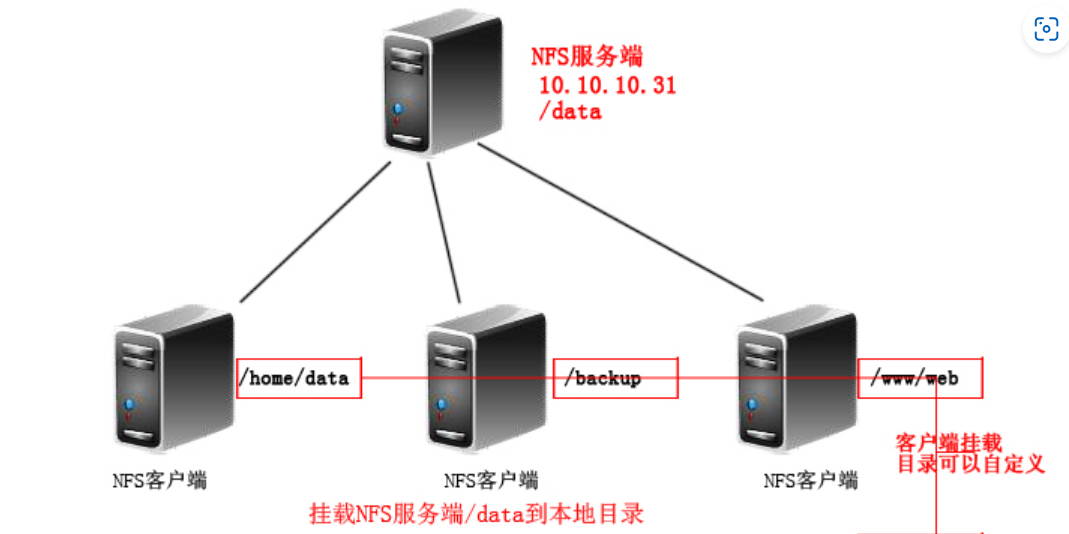 NFS服务端
10.10.10.31
/data
/home/data
/backup
/www/web
客户端挂载
目录可以自定义
NFS客户端
NFS客户端
NFS客户端
挂载NFS服务端/data到本地目录